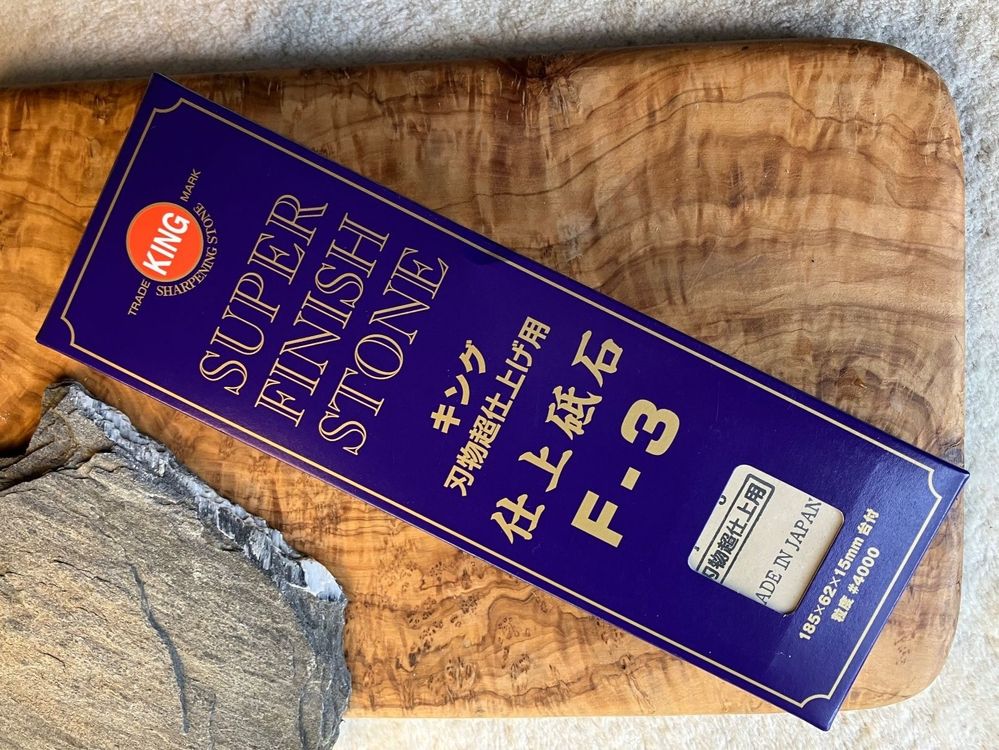 TRADE MARK
KING
SHARPENING STONE
SUPER
FINISH
STONE
キング
刃物超仕上げ用
仕上砥石
F-3
刃物超仕上用
ADE IN JAPAN
185×62×15mm 台付
粒度 #4000